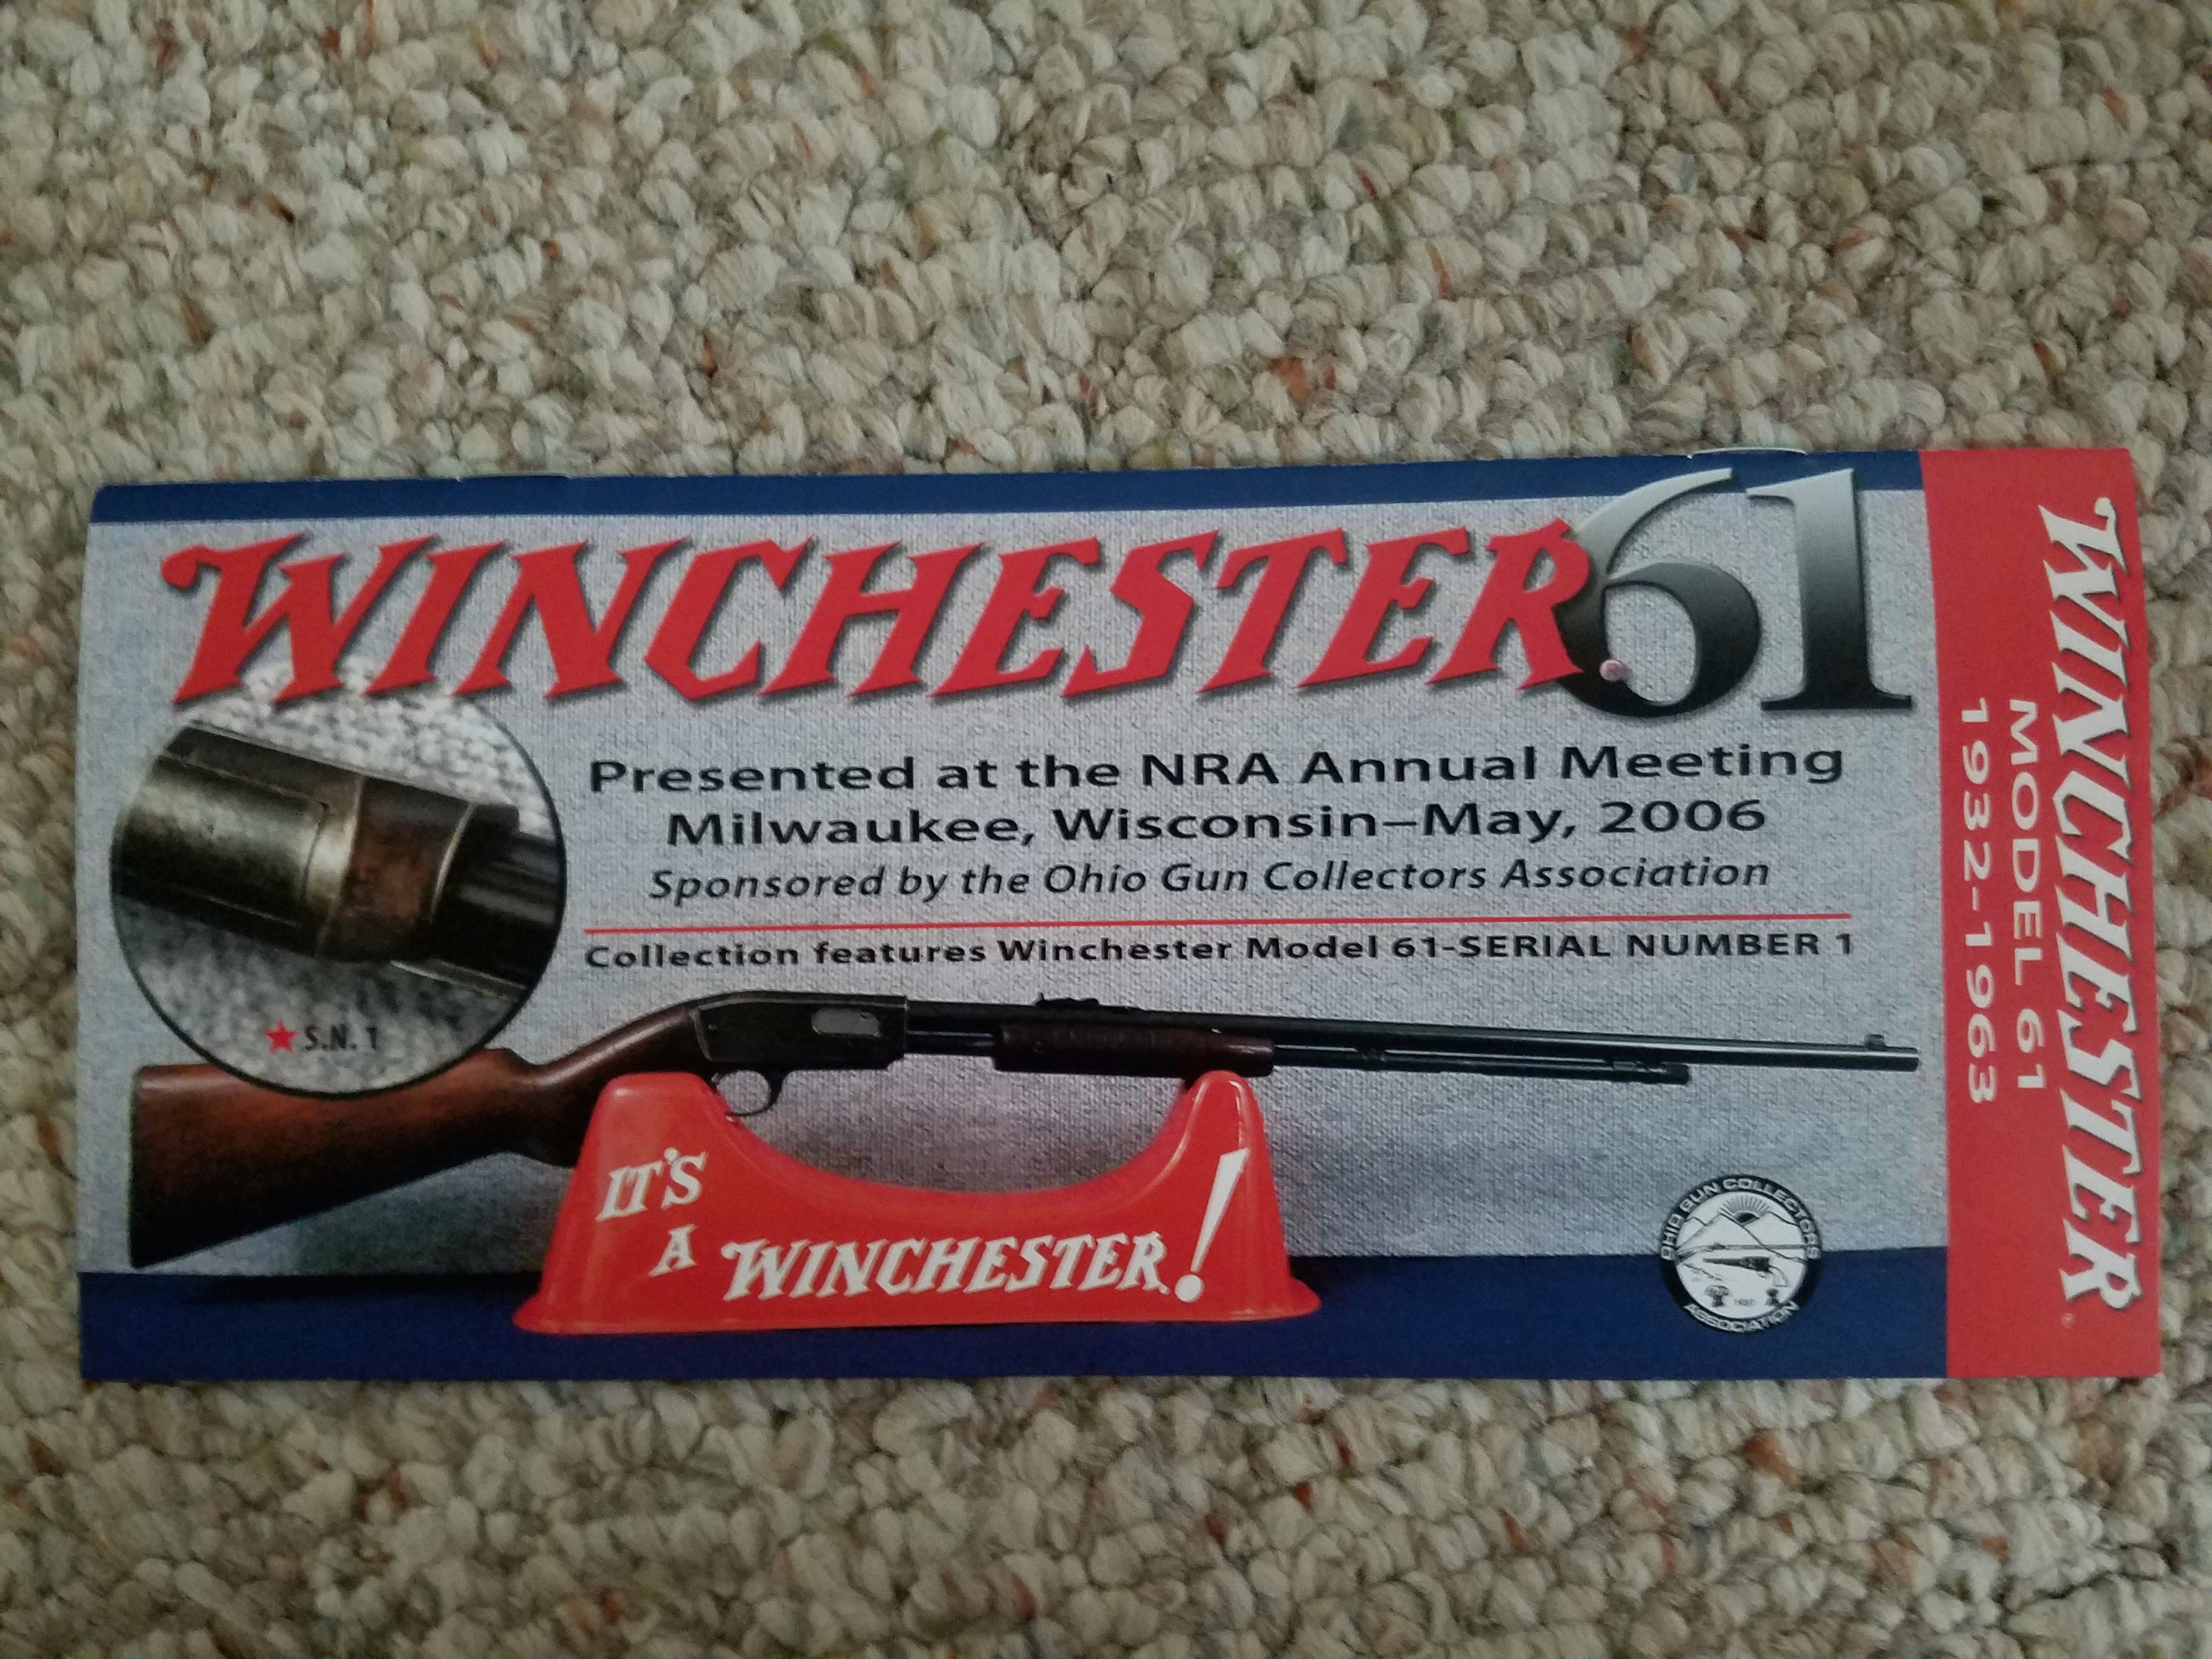 WINCHESTER 61
Presented at the NRA Annual Meeting
Milwaukee, Wisconsin–May, 2006
Sponsored by the Ohio Gun Collectors Association
Collection features Winchester Model 61-SERIAL NUMBER 1
★ S.N. 1
IT'S
A WINCHESTER!
OHIO GUN COLLECTORS
ASSOCIATION
WINCHESTER
MODEL 61
1932-1963